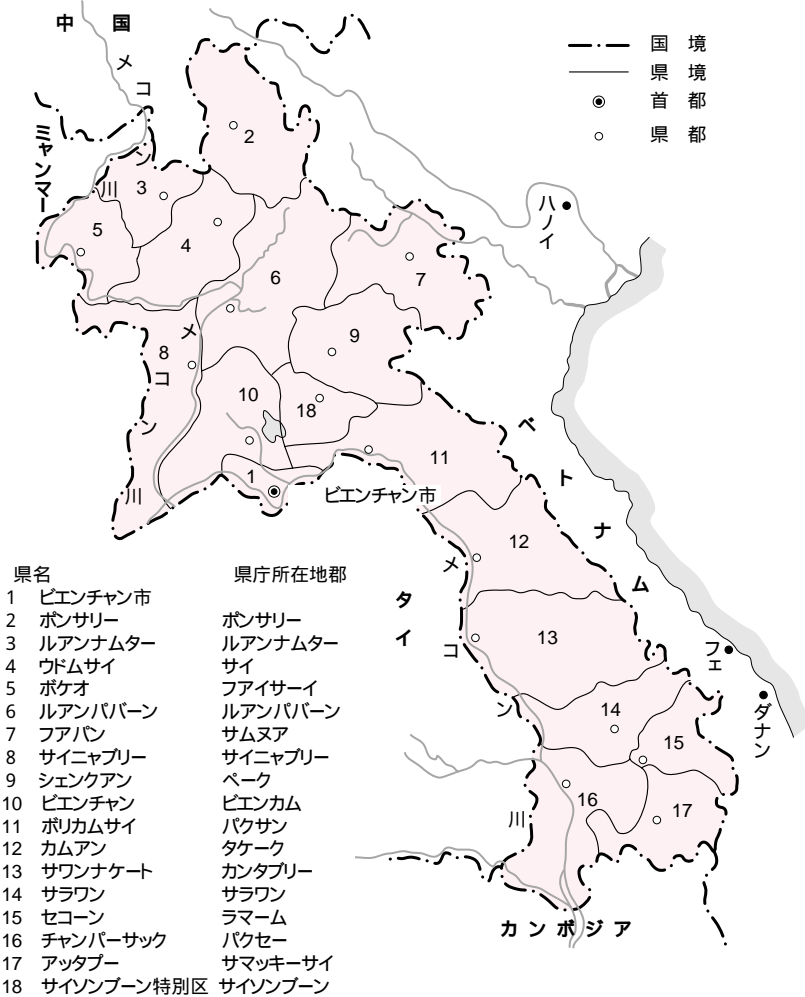 中 国
国 境
県 境
首 都
県 都
メコン川
ミャンマー
ハノイ
2
3
5
4
6
7
8
9
メコン川
10
18
11
1
ビエンチャン市
ベトナム
12
メコン川
タイ
13
フエ
ダナン
14
15
16
17
カンボジア
県名 県庁所在地郡
1 ビエンチャン市
2 ポンサリー ポンサリー
3 ルアンナムター ルアンナムター
4 ウドムサイ サイ
5 ボケオ フアイサーイ
6 ルアンパバーン ルアンパバーン
7 フアパン サムヌア
8 サイニャブリー サイニャブリー
9 シェンクアン ペーク
10 ビエンチャン ビエンカム
11 ボリカムサイ パクサン
12 カムアン タケーク
13 サワンナケート カンタブリー
14 サラワン サラワン
15 セコーン ラマーム
16 チャンパーサック パクセー
17 アッタプー サマッキーサイ
18 サイソンブーン特別区 サイソンブーン